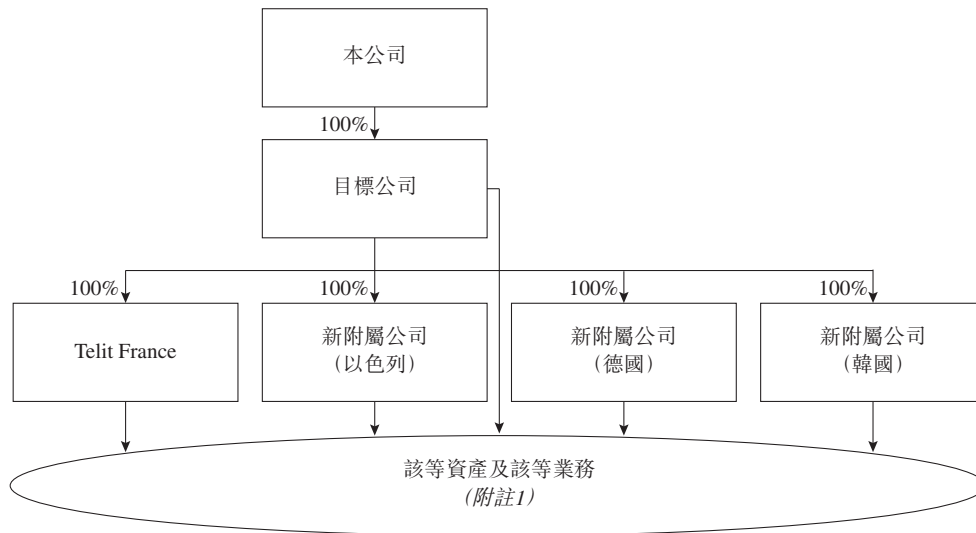 本公司
100%
目標公司
100%
100%
100%
100%
Telit France
新附屬公司
（以色列）
新附屬公司
（德國）
新附屬公司
（韓國）
該等資產及該等業務
(附註1)